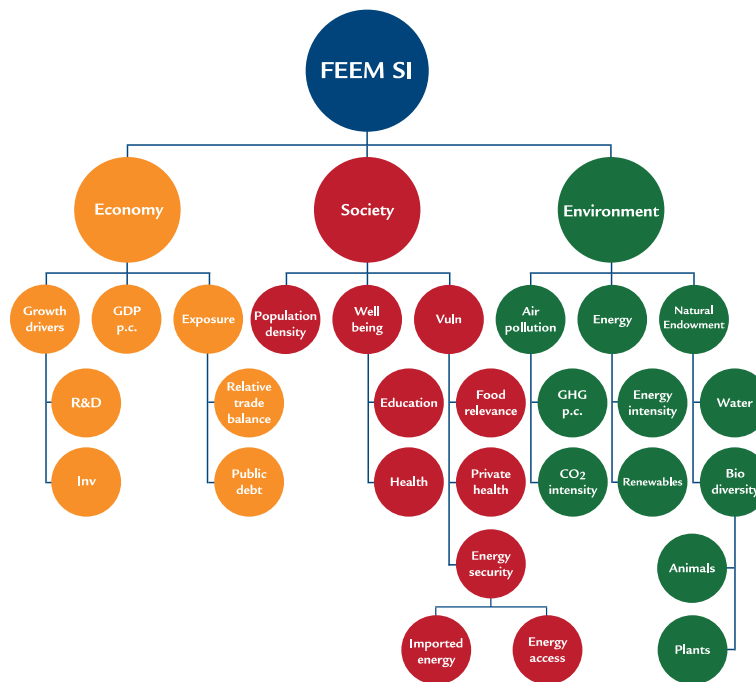 FEEM SI
Economy
Society
Environment
Growth
drivers
GDP
p.c.
Exposure
Population
density
Well
being
Vuln
Air
pollution
Energy
Natural
Endowment
R&D
Relative
trade
balance
Education
Food
relevance
GHG
p.c.
Energy
intensity
Water
Inv
Public
debt
Health
Private
health
CO2
intensity
Renewables
Bio
diversity
Energy
security
Animals
Imported
energy
Energy
access
Plants